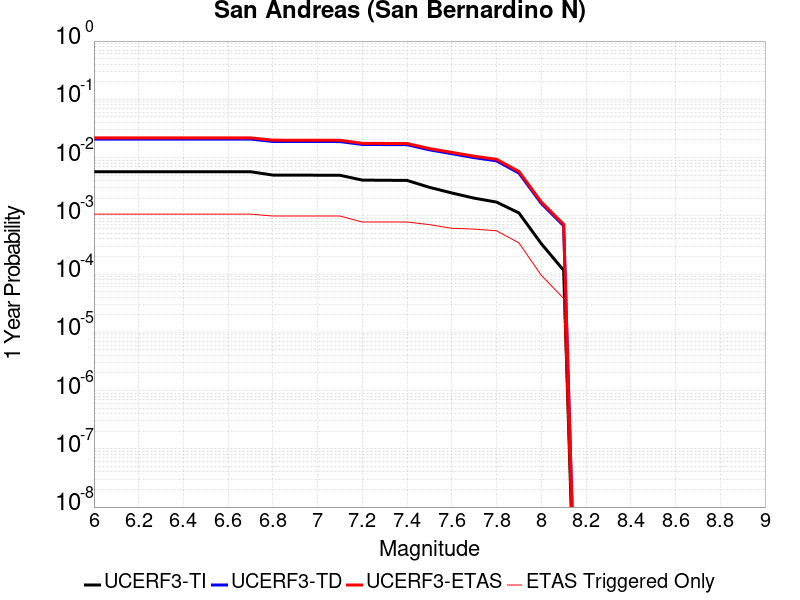 San Andreas (San Bernardino N)
10^0
10^-1
10^-2
10^-3
10^-4
10^-5
10^-6
10^-7
10^-8
1 Year Probability
6 6.2 6.4 6.6 6.8 7 7.2 7.4 7.6 7.8 8 8.2 8.4 8.6 8.8 9
Magnitude
UCERF3-TI UCERF3-TD UCERF3-ETAS ETAS Triggered Only